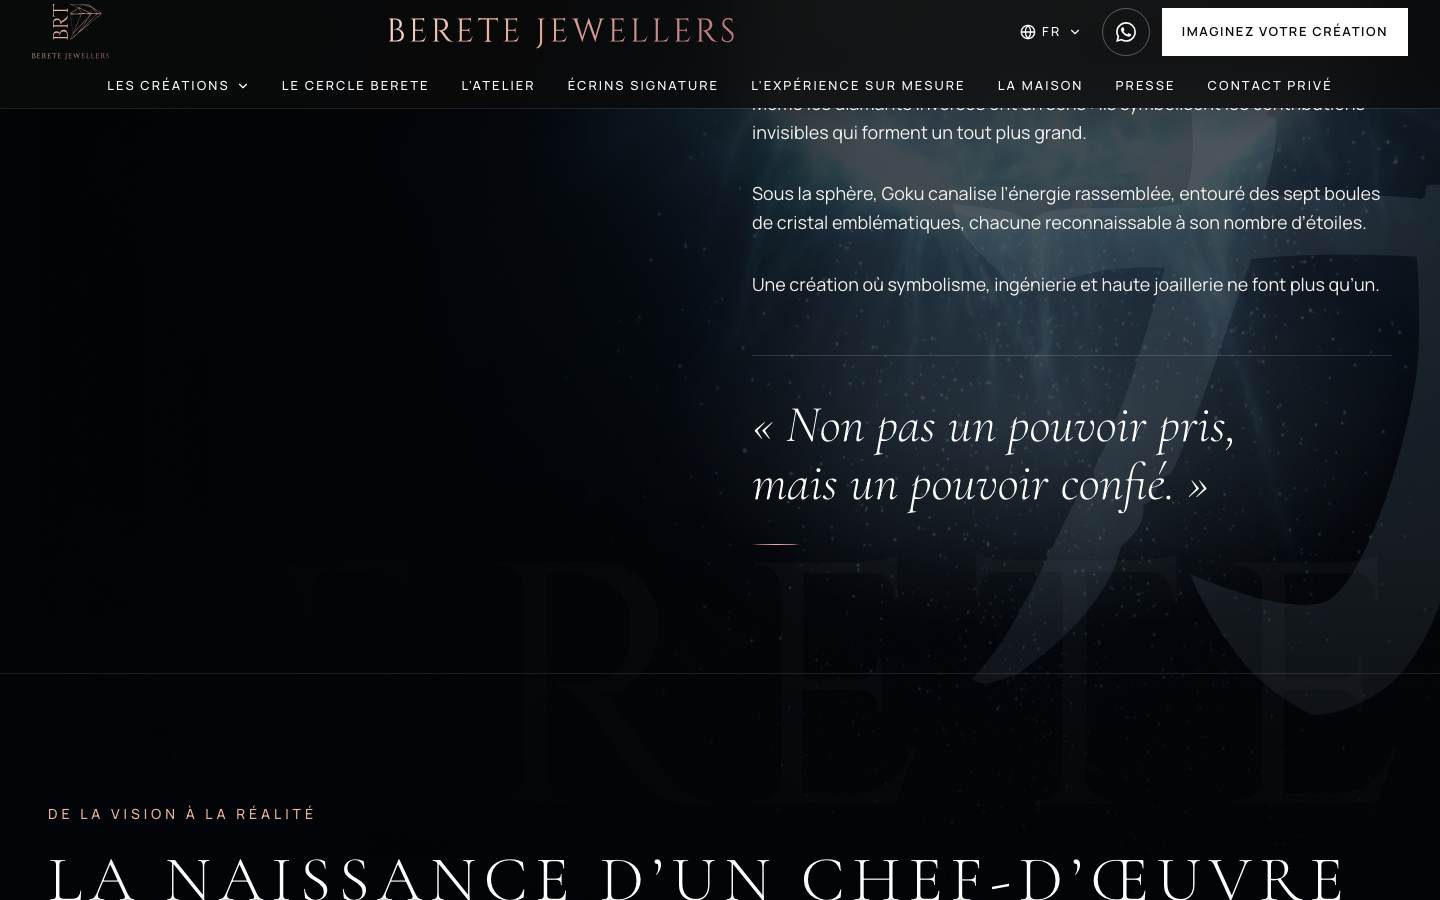 BRT
BERETE JEWELLERS
BERETE JEWELLERS
FR
IMAGINEZ VOTRE CRÉATION
LES CRÉATIONS
LE CERCLE BERETE
L'ATELIER
ÉCRINS SIGNATURE
L'EXPÉRIENCE SUR MESURE
LA MAISON
PRESSE
CONTACT PRIVÉ
invisibles qui forment un tout plus grand.
Sous la sphère, Goku canalise l’énergie rassemblée, entouré des sept boules
de cristal emblématiques, chacune reconnaissable à son nombre d’étoiles.
Une création où symbolisme, ingénierie et haute joaillerie ne font plus qu’un.
« Non pas un pouvoir pris,
mais un pouvoir confié. »
RETE
DE LA VISION À LA RÉALITÉ
LA NAISSANCE D’UN CHEF-D’ŒUVRE